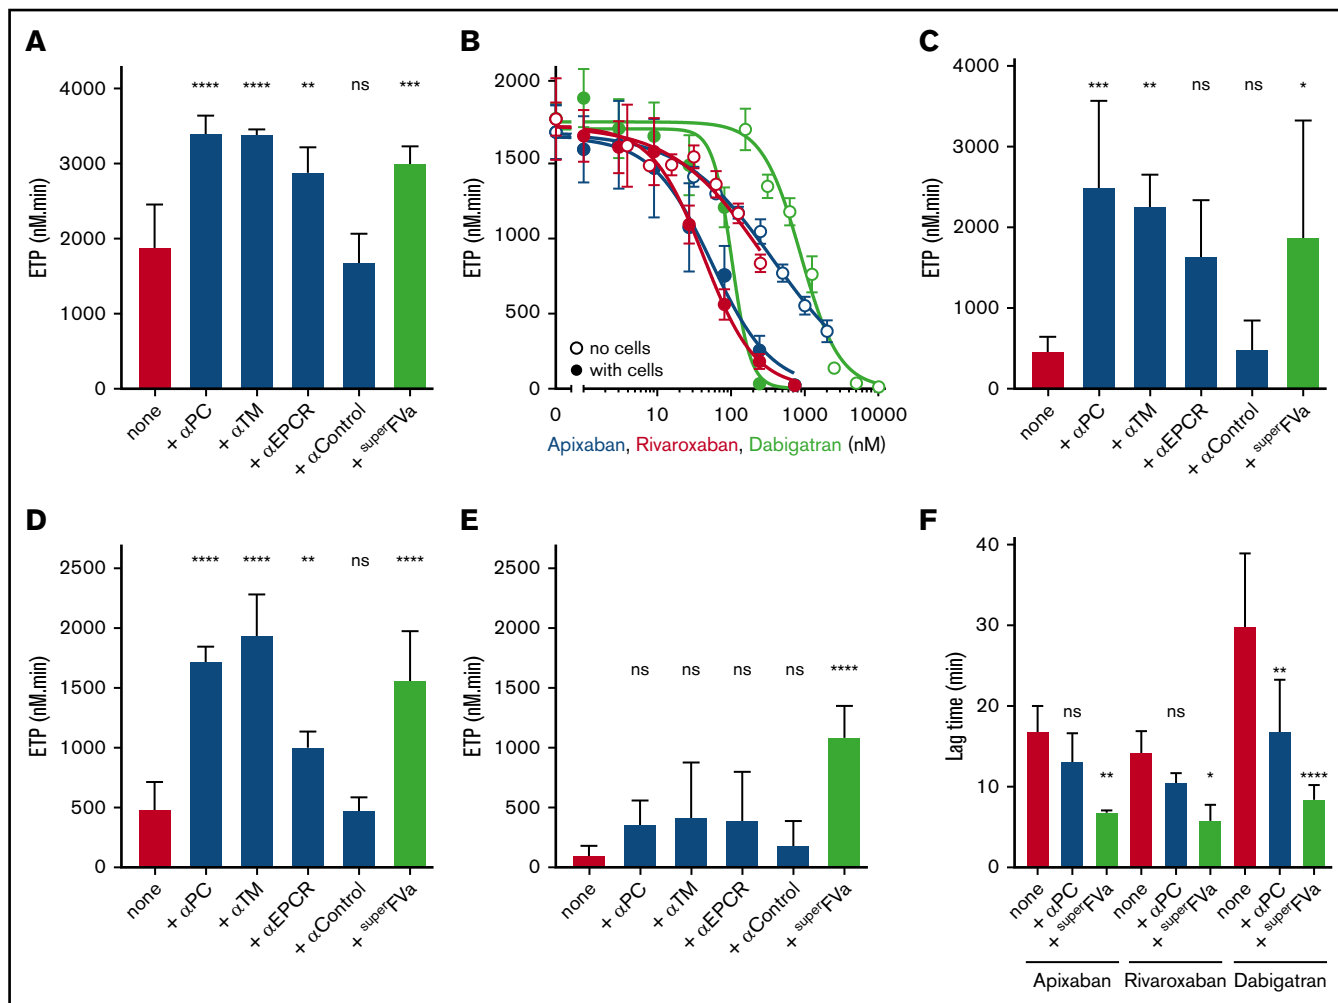 A
ETP (nM.min)
4000
3000
2000
1000
0
**** **** ** ns ***
none
+ αPC
+ αTM
+ αEPCR
+ αControl
+ superFVa
B
ETP (nM.min)
2000
1500
1000
500
0
no cells
with cells
0 10 100 1000 10000
Apixaban, Rivaroxaban, Dabigatran (nM)
C
ETP (nM.min)
4000
3000
2000
1000
0
*** ** ns ns *
none
+ αPC
+ αTM
+ αEPCR
+ αControl
+ superFVa
D
ETP (nM.min)
2500
2000
1500
1000
500
0
**** **** ** ns ****
none
+ αPC
+ αTM
+ αEPCR
+ αControl
+ superFVa
E
ETP (nM.min)
2500
2000
1500
1000
500
0
ns ns ns ns ****
none
+ αPC
+ αTM
+ αEPCR
+ αControl
+ superFVa
F
Lag time (min)
40
30
20
10
0
ns ** ns * ** ****
none
+ αPC
+ superFVa
none
+ αPC
+ superFVa
none
+ αPC
+ superFVa
Apixaban Rivaroxaban Dabigatran